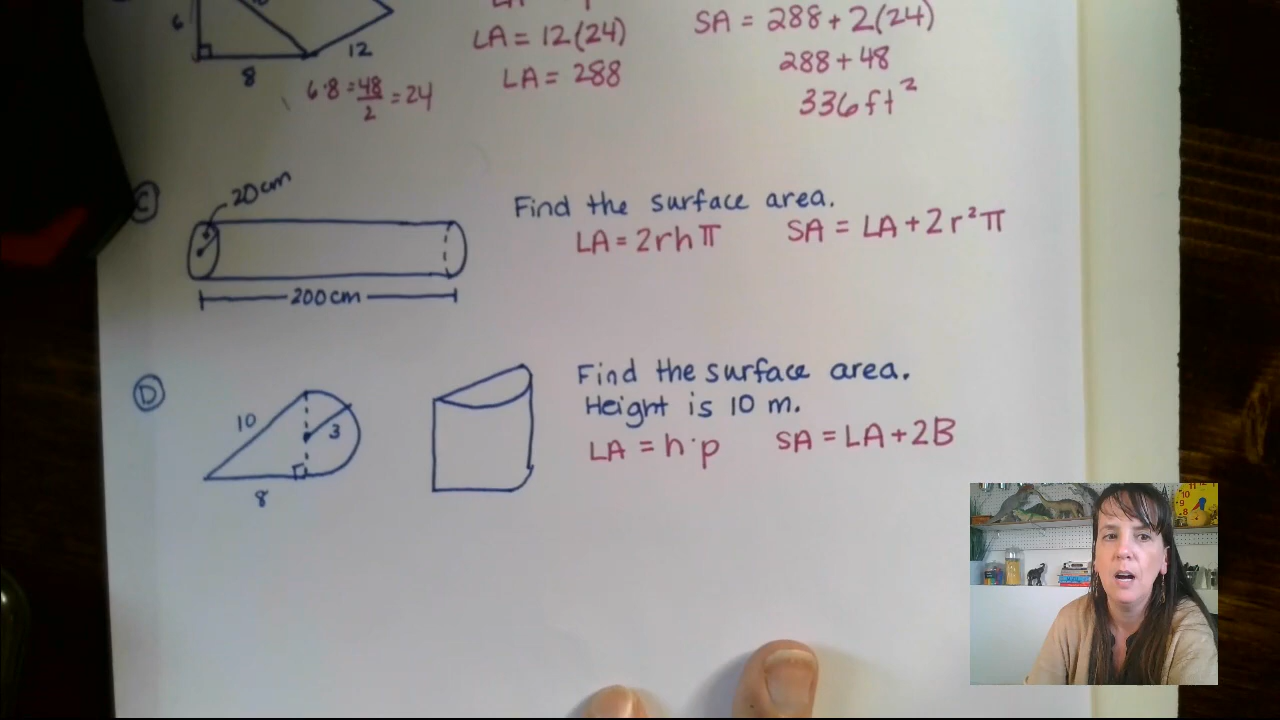 6
12
8
6·8 = 48/2 = 24
LA = 12(24)
LA = 288
SA = 288 + 2(24)
288 + 48
336 ft²
C
20cm
200cm
Find the surface area.
LA = 2rhπ
SA = LA + 2r²π
D
10
3
8
Find the surface area.
Height is 10 m.
LA = h·p
SA = LA + 2B